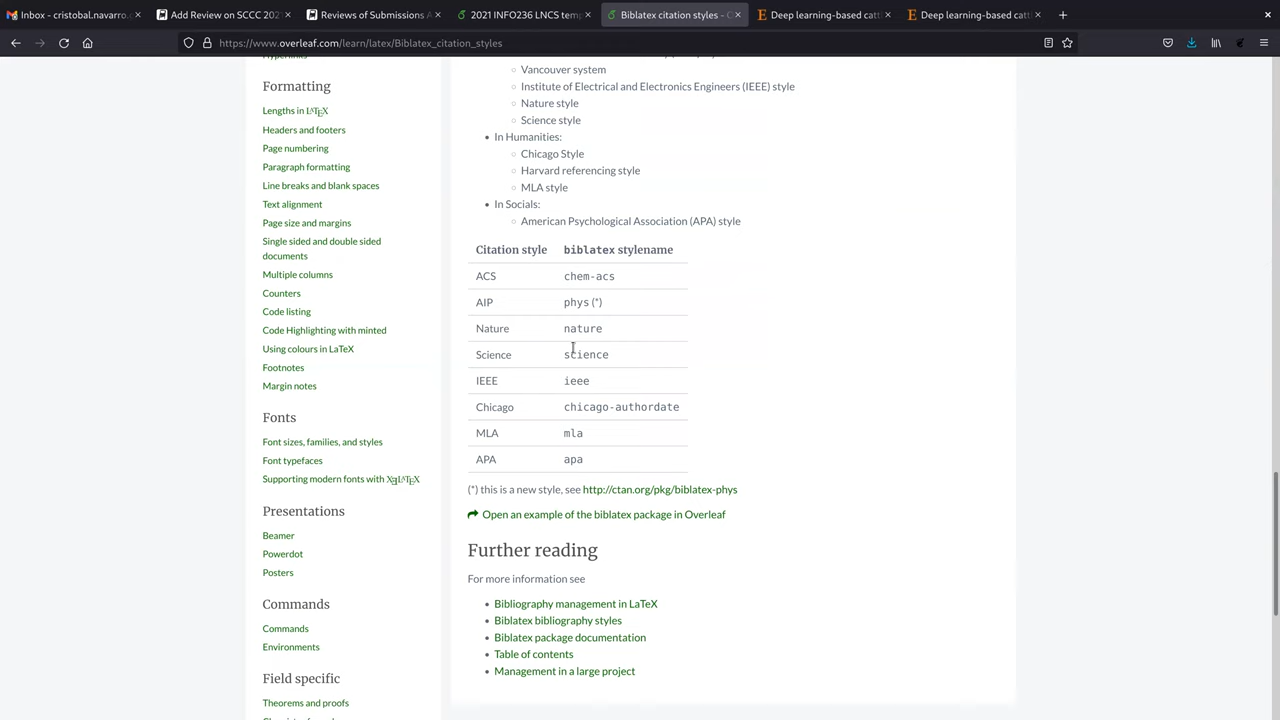 Inbox - cristobal.navarro.g
Add Review on SCCC 2021
Reviews of Submissions A
2021 INFO236 LNCS temp
Biblatex citation styles - O
Deep learning-based cattl
Deep learning-based cattl
https://www.overleaf.com/learn/latex/Biblatex_citation_styles
Hyperlinks
Formatting
Lengths in LATEX
Headers and footers
Page numbering
Paragraph formatting
Line breaks and blank spaces
Text alignment
Page size and margins
Single sided and double sided
documents
Multiple columns
Counters
Code listing
Code Highlighting with minted
Using colours in LaTeX
Footnotes
Margin notes
Fonts
Font sizes, families, and styles
Font typefaces
Supporting modern fonts with XƎLATEX
Presentations
Beamer
Powerdot
Posters
Commands
Commands
Environments
Field specific
Theorems and proofs
Vancouver system
Institute of Electrical and Electronics Engineers (IEEE) style
Nature style
Science style
In Humanities:
Chicago Style
Harvard referencing style
MLA style
In Socials:
American Psychological Association (APA) style
Citation style biblatex stylename
ACS chem-acs
AIP phys (*)
Nature nature
Science science
IEEE ieee
Chicago chicago-authordate
MLA mla
APA apa
(*) this is a new style, see http://ctan.org/pkg/biblatex-phys
Open an example of the biblatex package in Overleaf
Further reading
For more information see
Bibliography management in LaTeX
Biblatex bibliography styles
Biblatex package documentation
Table of contents
Management in a large project